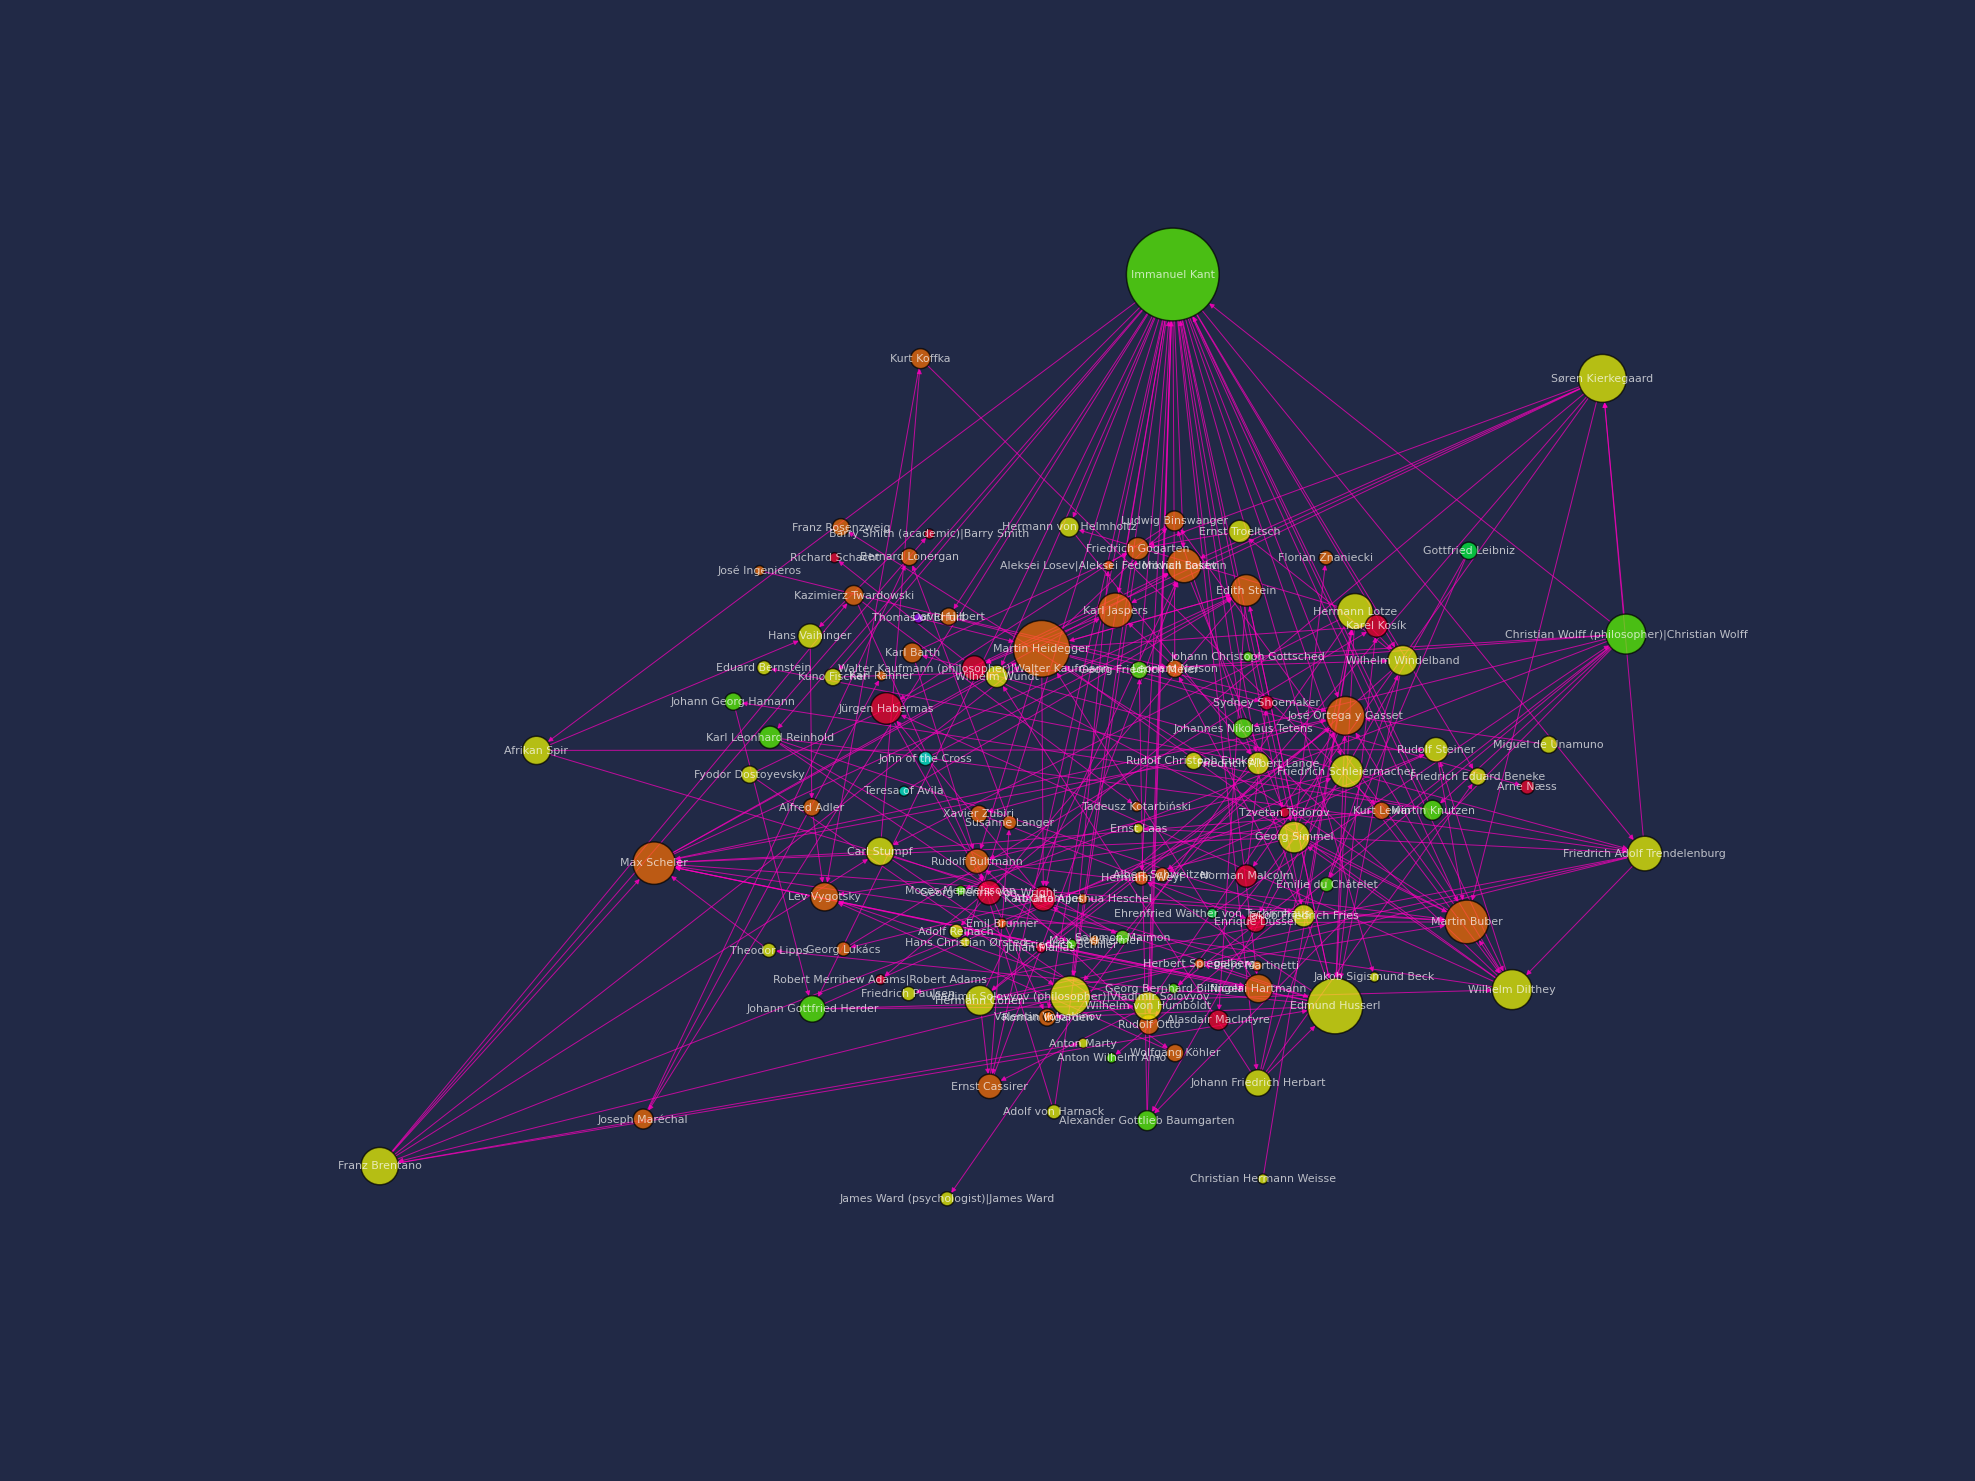 Immanuel Kant
Kurt Koffka
Søren Kierkegaard
Franz Rosenzweig
Barry Smith (academic)|Barry Smith
Hermann von Helmholtz
Ludwig Binswanger
Ernst Troeltsch
Friedrich Gogarten
Gottfried Leibniz
Richard Schacht
Bernard Lonergan
Florian Znaniecki
José Ingenieros
Aleksei Losev|Aleksei Fedorovich Losev
Mikhail Bakhtin
Edith Stein
Kazimierz Twardowski
Karl Jaspers
Hermann Lotze
Thomas of Erfurt
David Hilbert
Karel Kosík
Hans Vaihinger
Christian Wolff (philosopher)|Christian Wolff
Martin Heidegger
Karl Barth
Johann Christoph Gottsched
Wilhelm Windelband
Eduard Bernstein
Walter Kaufmann (philosopher)|Walter Kaufmann
Georg Friedrich Meier
Leonard Nelson
Kuno Fischer
Karl Rahner
Wilhelm Wundt
Johann Georg Hamann
Sydney Shoemaker
Jürgen Habermas
José Ortega y Gasset
Johannes Nikolaus Tetens
Karl Leonhard Reinhold
Miguel de Unamuno
Afrikan Spir
Rudolf Steiner
John of the Cross
Rudolf Christoph Eucken
Friedrich Albert Lange
Fyodor Dostoyevsky
Friedrich Schleiermacher
Friedrich Eduard Beneke
Arne Næss
Teresa of Avila
Alfred Adler
Tadeusz Kotarbiński
Xavier Zubiri
Tzvetan Todorov
Kurt Lewin
Martin Knutzen
Susanne Langer
Ernst Laas
Georg Simmel
Carl Stumpf
Friedrich Adolf Trendelenburg
Max Scheler
Rudolf Bultmann
Hermann Weyl
Albert Schweitzer
Norman Malcolm
Emilie du Châtelet
Moses Mendelssohn
Georg Henrik von Wright
Lev Vygotsky
Abraham Joshua Heschel
Ehrenfried Walther von Tschirnhaus
Jakob Friedrich Fries
Emil Brunner
Enrique Dussel
Martin Buber
Adolf Reinach
Hans Christian Ørsted
Salomon Maimon
Friedrich Schiller
Julian Marias
Theodor Lipps
Georg Lukács
Herbert Spiegelberg
Piero Martinetti
Robert Merrihew Adams|Robert Adams
Jakob Sigismund Beck
Friedrich Paulsen
Georg Bernhard Bilfinger
Nicolai Hartmann
Wilhelm Dilthey
Vladimir Solovyov (philosopher)|Vladimir Solovyov
Hermann Cohen
Wilhelm von Humboldt
Edmund Husserl
Johann Gottfried Herder
Valentin Voloshinov
Roman Ingarden
Alasdair MacIntyre
Rudolf Otto
Anton Marty
Wolfgang Köhler
Anton Wilhelm Amo
Johann Friedrich Herbart
Ernst Cassirer
Adolf von Harnack
Joseph Maréchal
Alexander Gottlieb Baumgarten
Franz Brentano
Christian Hermann Weisse
James Ward (psychologist)|James Ward